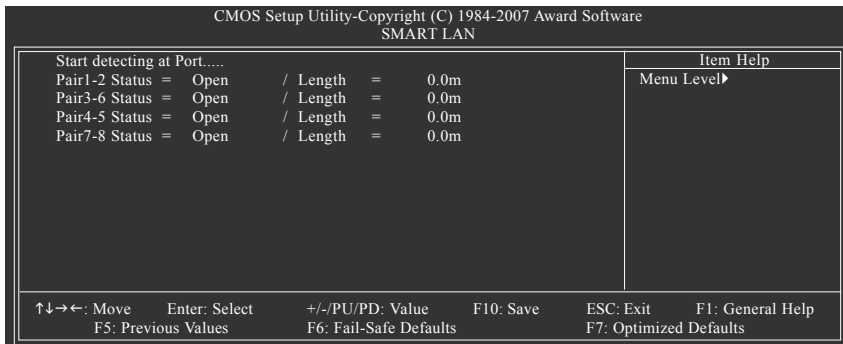 CMOS Setup Utility-Copyright (C) 1984-2007 Award Software
SMART LAN
Start detecting at Port.....
Pair1-2 Status = Open / Length = 0.0m
Pair3-6 Status = Open / Length = 0.0m
Pair4-5 Status = Open / Length = 0.0m
Pair7-8 Status = Open / Length = 0.0m
Item Help
Menu Level▶
↑↓→←: Move Enter: Select +/-/PU/PD: Value F10: Save ESC: Exit F1: General Help
F5: Previous Values F6: Fail-Safe Defaults F7: Optimized Defaults